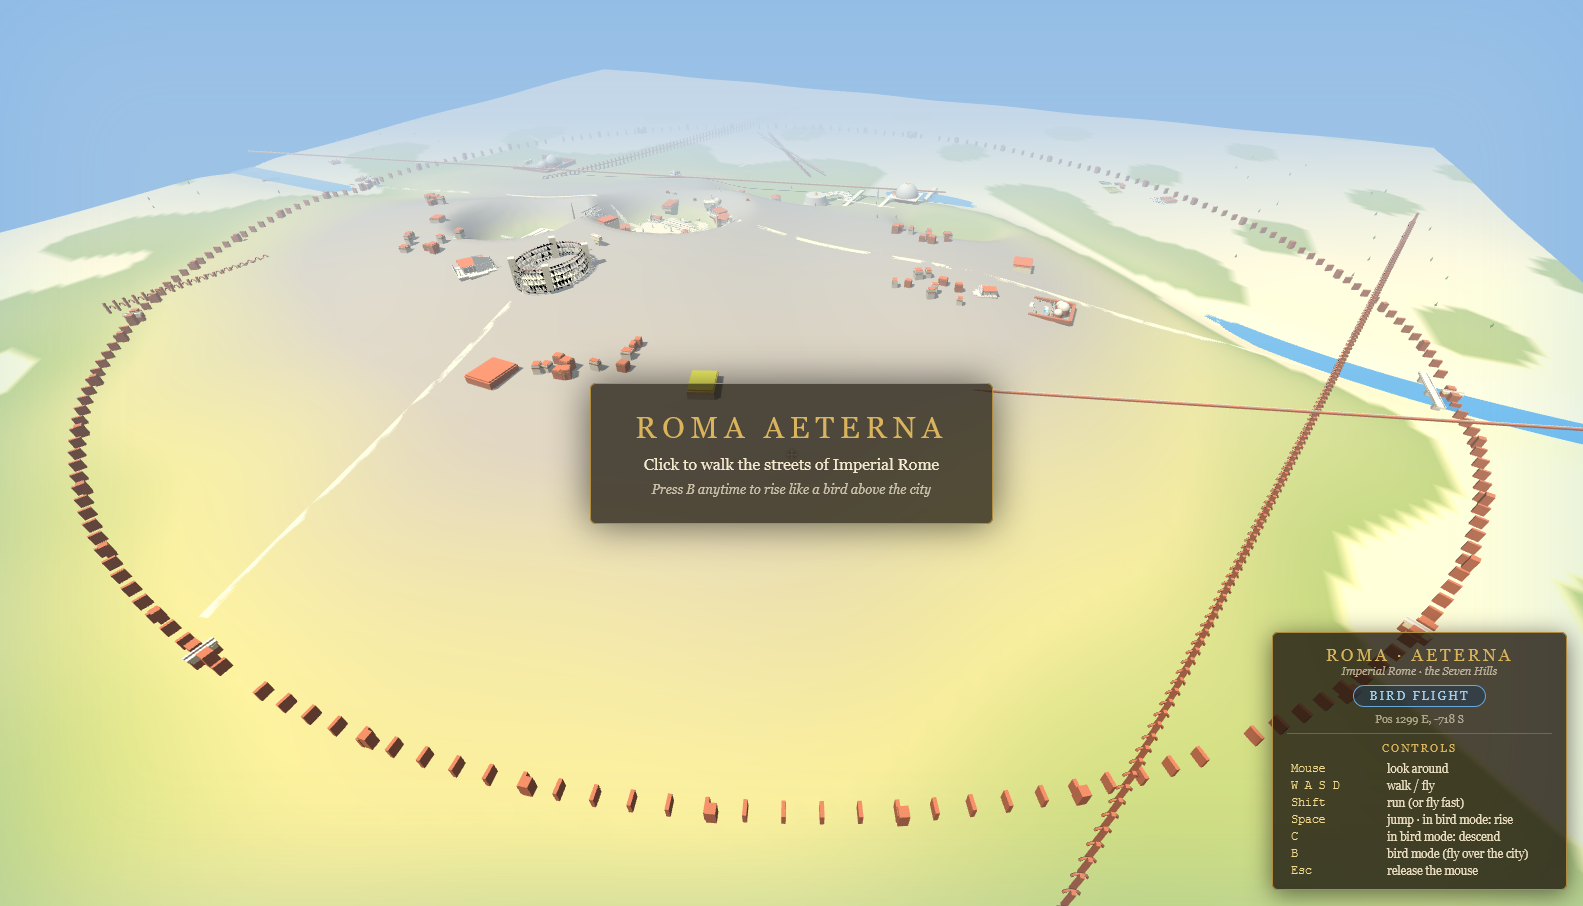 ROMA AETERNA
Click to walk the streets of Imperial Rome
Press B anytime to rise like a bird above the city
ROMA · AETERNA
Imperial Rome - the Seven Hills
BIRD FLIGHT
Pos 1299 E, -718 S
CONTROLS
Mouse look around
W A S D walk / fly
Shift run (or fly fast)
Space jump · in bird mode: rise
C in bird mode: descend
B bird mode (fly over the city)
Esc release the mouse